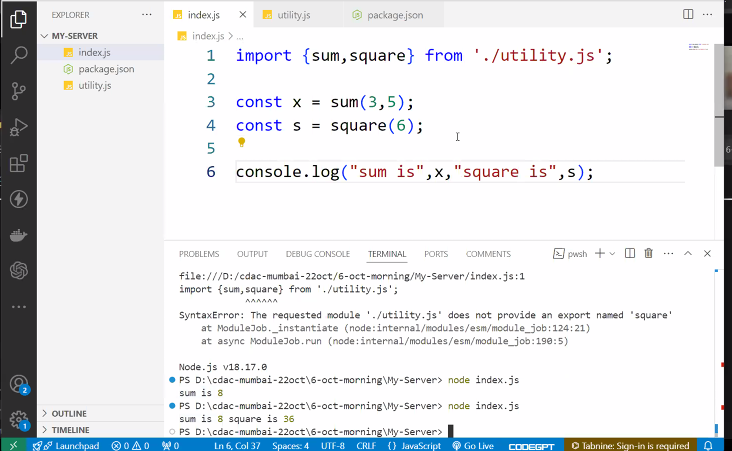 EXPLORER
MY-SERVER
index.js
package.json
utility.js
OUTLINE
TIMELINE
index.js
utility.js
package.json
index.js > ...
1 import {sum,square} from './utility.js';
2
3 const x = sum(3,5);
4 const s = square(6);
5
6 console.log("sum is",x,"square is",s);
PROBLEMS OUTPUT DEBUG CONSOLE TERMINAL PORTS COMMENTS pwsh
file:///D:/cdac-mumbai-22oct/6-oct-morning/My-Server/index.js:1
import {sum,square} from './utility.js';
^^^^^^
SyntaxError: The requested module './utility.js' does not provide an export named 'square'
at ModuleJob._instantiate (node:internal/modules/esm/module_job:124:21)
at async ModuleJob.run (node:internal/modules/esm/module_job:190:5)
Node.js v18.17.0
PS D:\cdac-mumbai-22oct\6-oct-morning\My-Server> node index.js
sum is 8
PS D:\cdac-mumbai-22oct\6-oct-morning\My-Server> node index.js
sum is 8 square is 36
PS D:\cdac-mumbai-22oct\6-oct-morning\My-Server>
2
1
Launchpad 0 0 0 Ln 6, Col 37 Spaces: 4 UTF-8 CRLF {} JavaScript Go Live CODEGPT Tabnine: Sign-in is required